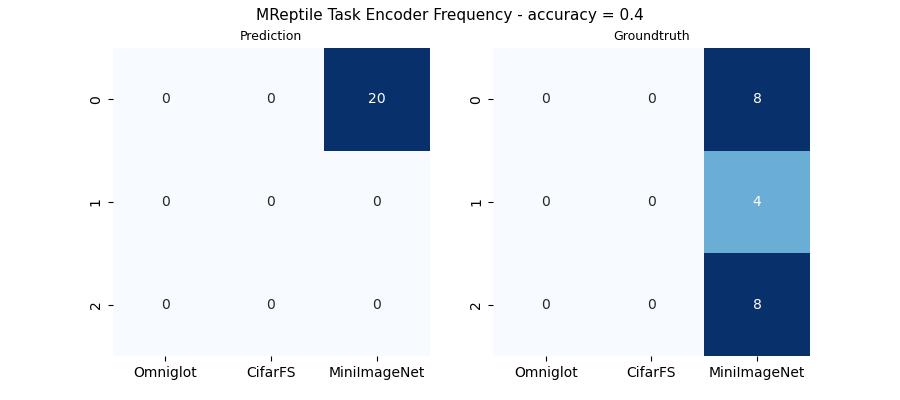 MReptile Task Encoder Frequency - accuracy = 0.4
Prediction
Groundtruth
0 0 0 20
1 0 0 0
2 0 0 0
Omniglot CifarFS MiniImageNet
0 0 0 8
1 0 0 4
2 0 0 8
Omniglot CifarFS MiniImageNet